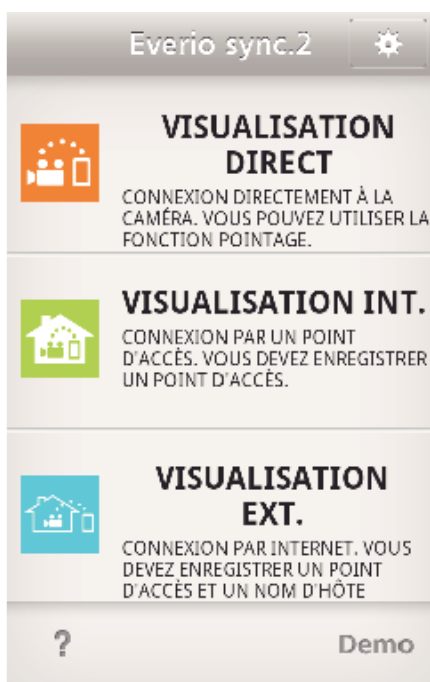 Everio sync.2
VISUALISATION
DIRECT
CONNEXION DIRECTEMENT À LA
CAMÉRA. VOUS POUVEZ UTILISER LA
FONCTION POINTAGE.
VISUALISATION INT.
CONNEXION PAR UN POINT
D'ACCÈS. VOUS DEVEZ ENREGISTRER
UN POINT D'ACCÈS.
VISUALISATION
EXT.
CONNEXION PAR INTERNET. VOUS
DEVEZ ENREGISTRER UN POINT
D'ACCÈS ET UN NOM D'HÔTE
?
Demo